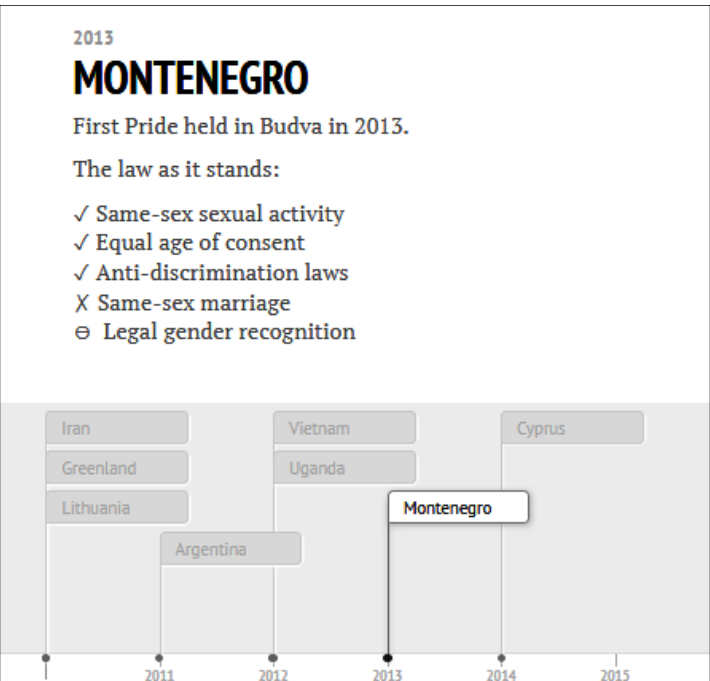 2013
MONTENEGRO
First Pride held in Budva in 2013.
The law as it stands:
✓ Same-sex sexual activity
✓ Equal age of consent
✓ Anti-discrimination laws
✗ Same-sex marriage
⊖ Legal gender recognition
Iran
Vietnam
Cyprus
Greenland
Uganda
Lithuania
Montenegro
Argentina
2011
2012
2013
2014
2015